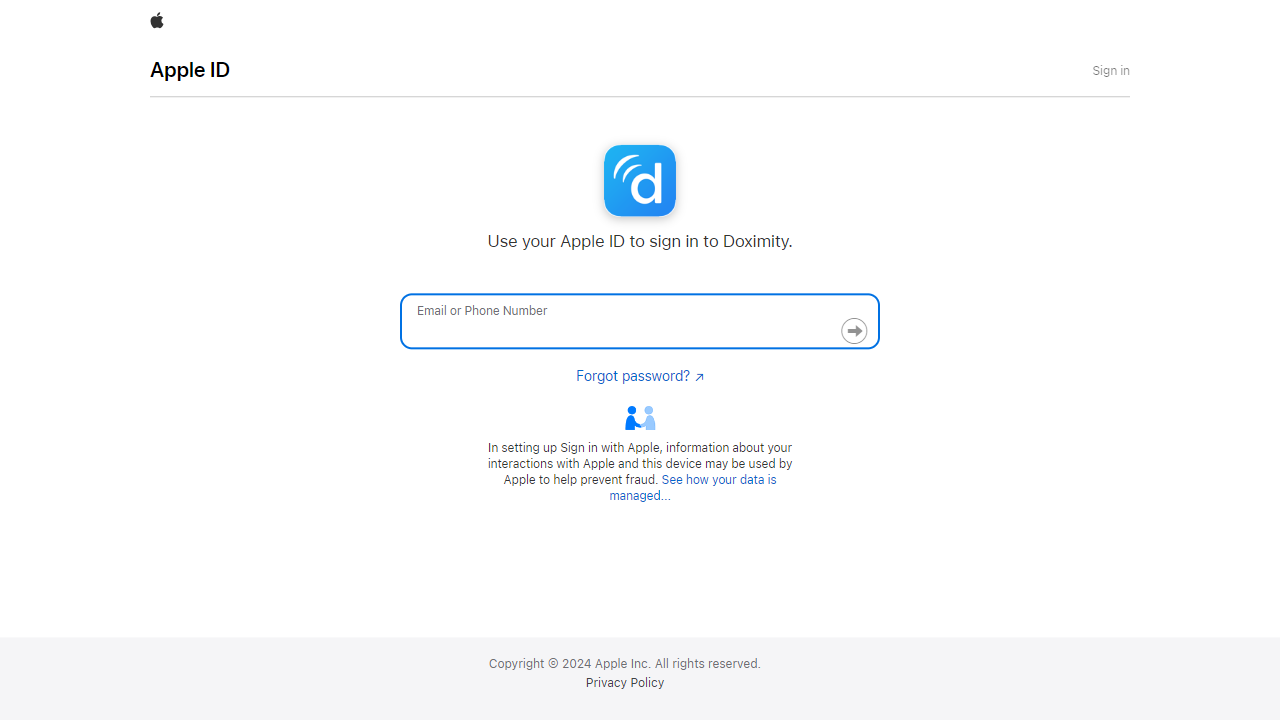 Apple ID
Sign in
d
Use your Apple ID to sign in to Doximity.
Email or Phone Number
Forgot password? ↗
In setting up Sign in with Apple, information about your
interactions with Apple and this device may be used by
Apple to help prevent fraud. See how your data is
managed...
Copyright © 2024 Apple Inc. All rights reserved.
Privacy Policy